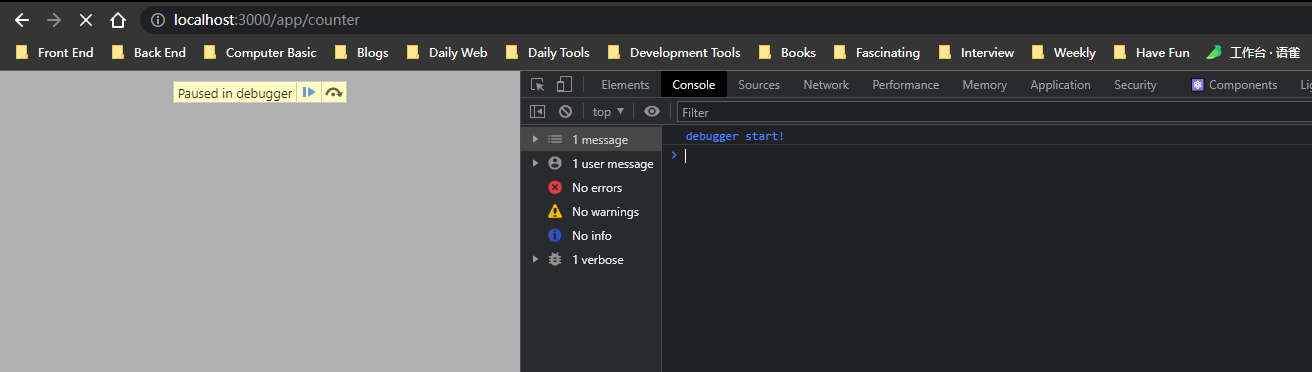 localhost:3000/app/counter
Front End Back End Computer Basic Blogs Daily Web Daily Tools Development Tools Books Fascinating Interview Weekly Have Fun 工作台 · 语雀
Paused in debugger
Elements Console Sources Network Performance Memory Application Security Components Lig
top Filter
1 message
1 user message
No errors
No warnings
No info
1 verbose
debugger start!